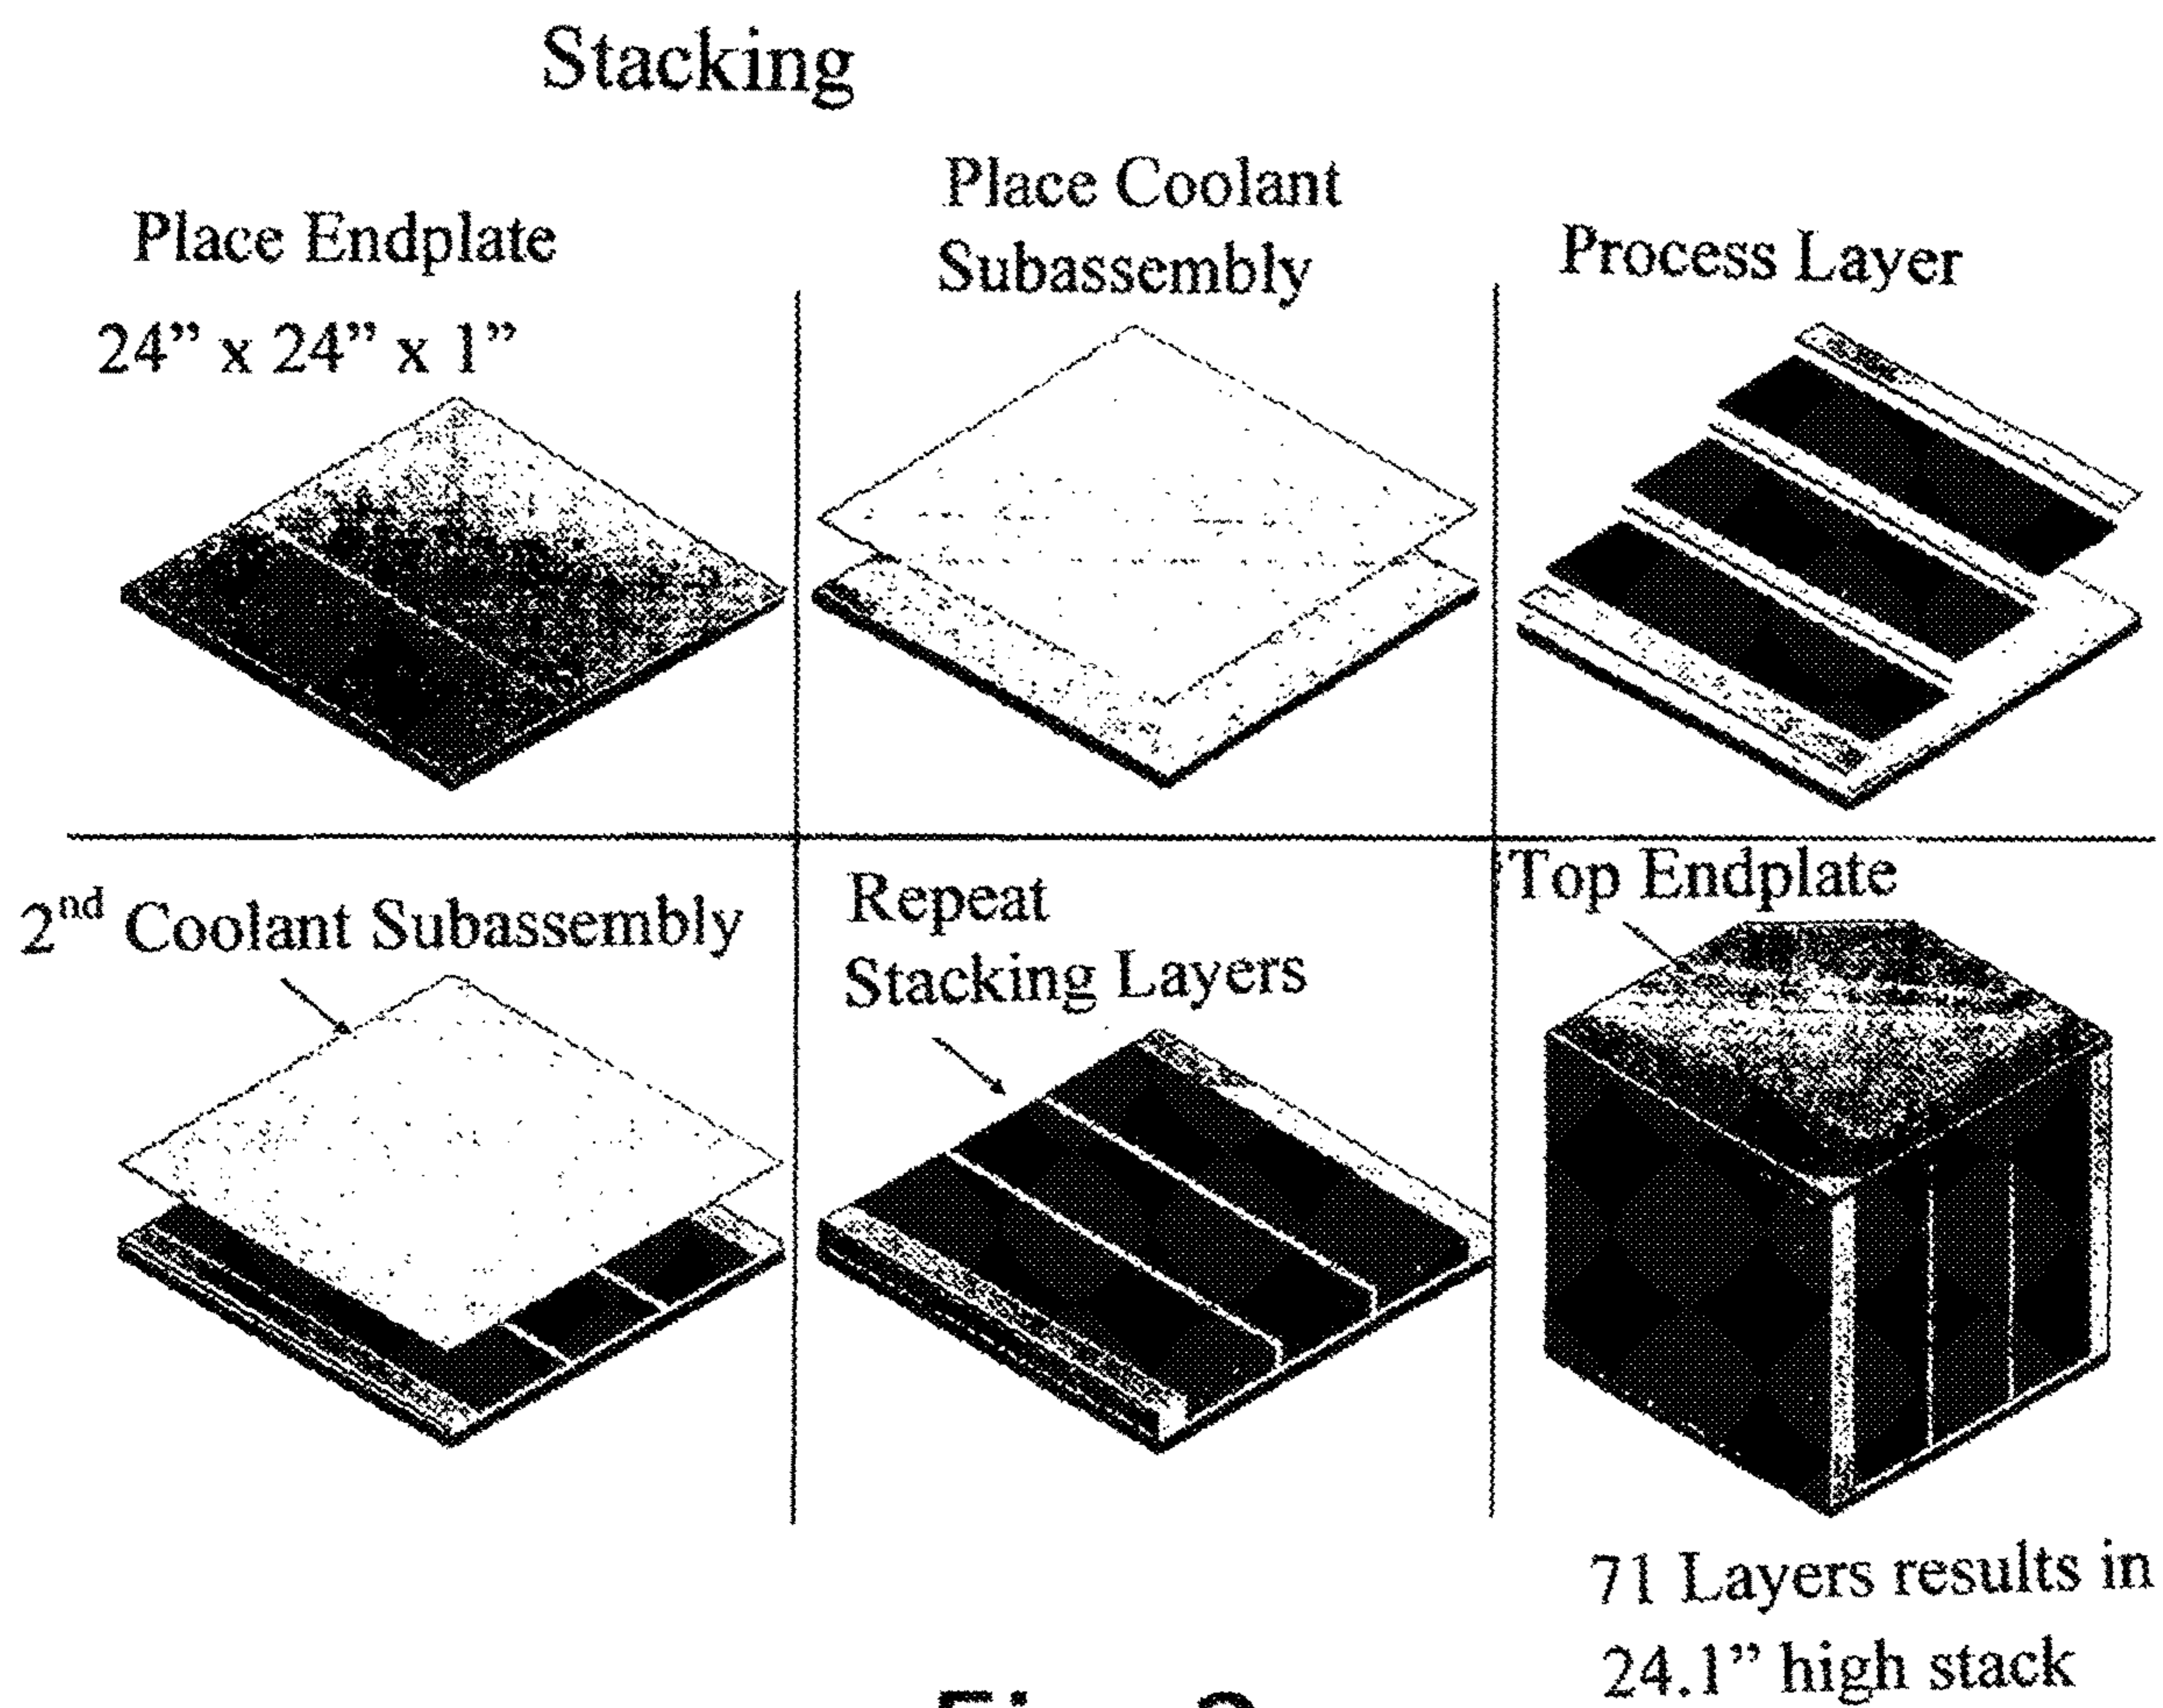 Stacking
Place Endplate
24” x 24” x 1”
Place Coolant
Subassembly
Process Layer
2nd Coolant Subassembly
Repeat
Stacking Layers
Top Endplate
71 Layers results in
24.1” high stack